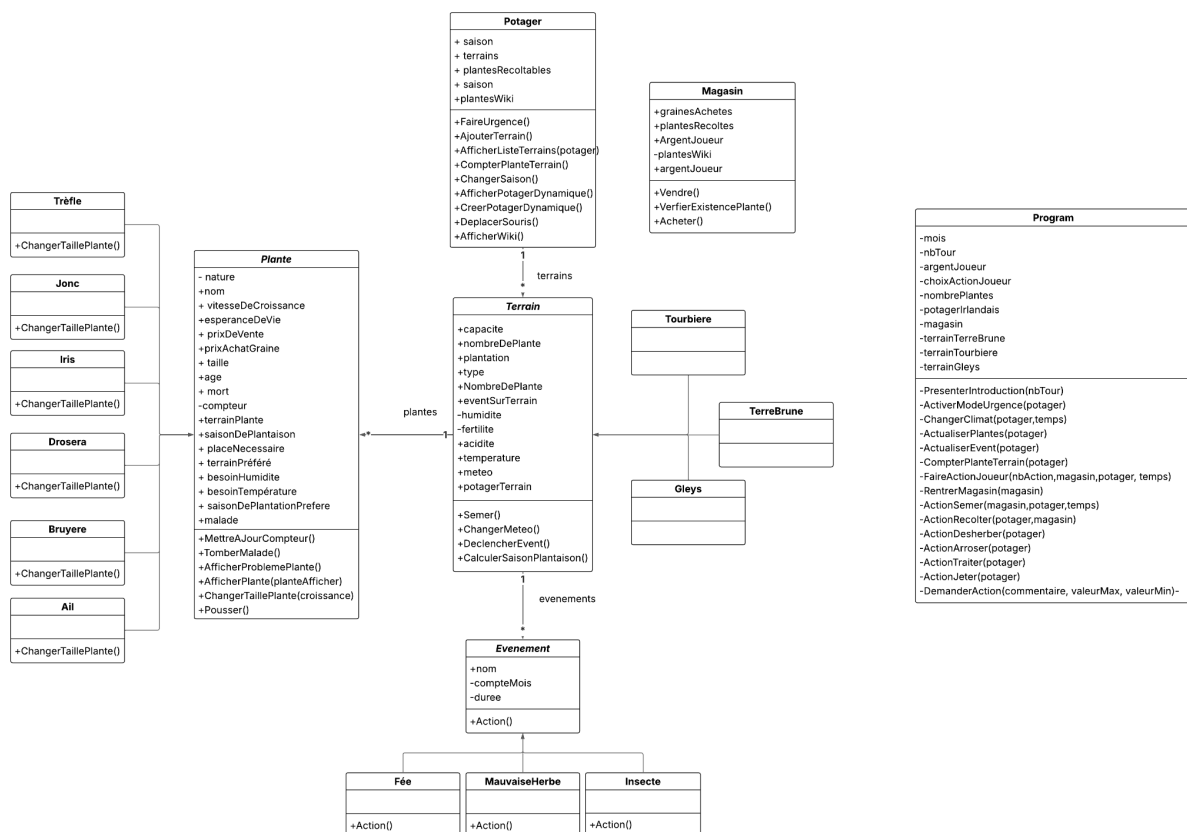 Potager
+ saison
+ terrains
+ plantesRecoltables
+ saison
+plantesWiki
+FaireUrgence()
+AjouterTerrain()
+AfficherListeTerrains(potager)
+CompterPlanteTerrain()
+ChangerSaison()
+AfficherPotagerDynamique()
+CreerPotagerDynamique()
+DeplacerSouris()
+AfficherWiki()
1
terrains
*
Magasin
+grainesAchetes
+plantesRecoltes
+ArgentJoueur
-plantesWiki
+argentJoueur
+Vendre()
+VerfierExistencePlante()
+Acheter()
Program
-mois
-nbTour
-argentJoueur
-choixActionJoueur
-nombrePlantes
-potagerIrlandais
-magasin
-terrainTerreBrune
-terrainTourbiere
-terrainGleys
-PresenterIntroduction(nbTour)
-ActiverModeUrgence(potager)
-ChangerClimat(potager,temps)
-ActualiserPlantes(potager)
-ActualiserEvent(potager)
-CompterPlanteTerrain(potager)
-FaireActionJoueur(nbAction,magasin,potager, temps)
-RentrerMagasin(magasin)
-ActionSemer(magasin,potager,temps)
-ActionRecolter(potager,magasin)
-ActionDesherber(potager)
-ActionArroser(potager)
-ActionTraiter(potager)
-ActionJeter(potager)
-DemanderAction(commentaire, valeurMax, valeurMin)-
Trèfle
+ChangerTaillePlante()
Jonc
+ChangerTaillePlante()
Iris
+ChangerTaillePlante()
Drosera
+ChangerTaillePlante()
Bruyere
+ChangerTaillePlante()
Ail
+ChangerTaillePlante()
Plante
- nature
+nom
+ vitesseDeCroissance
+esperanceDeVie
+ prixDeVente
+prixAchatGraine
+ taille
+age
+ mort
-compteur
+terrainPlante
+saisonDePlantaison
+ placeNecessaire
+ terrainPréféré
+ besoinHumidite
+ besoinTempérature
+ saisonDePlantationPrefere
+malade
+MettreAJourCompteur()
+TomberMalade()
+AfficherProblemePlante()
+AfficherPlante(planteAfficher)
+ChangerTaillePlante(croissance)
+Pousser()
plantes
*
1
Terrain
+capacite
+nombreDePlante
+plantation
+type
+NombreDePlante
+eventSurTerrain
-humidite
-fertilite
+acidite
+temperature
+meteo
+potagerTerrain
+Semer()
+ChangerMeteo()
+DeclencherEvent()
+CalculerSaisonPlantaison()
Tourbiere
TerreBrune
Gleys
1
evenements
*
Evenement
+nom
-compteMois
-duree
+Action()
Fée
+Action()
MauvaiseHerbe
+Action()
Insecte
+Action()